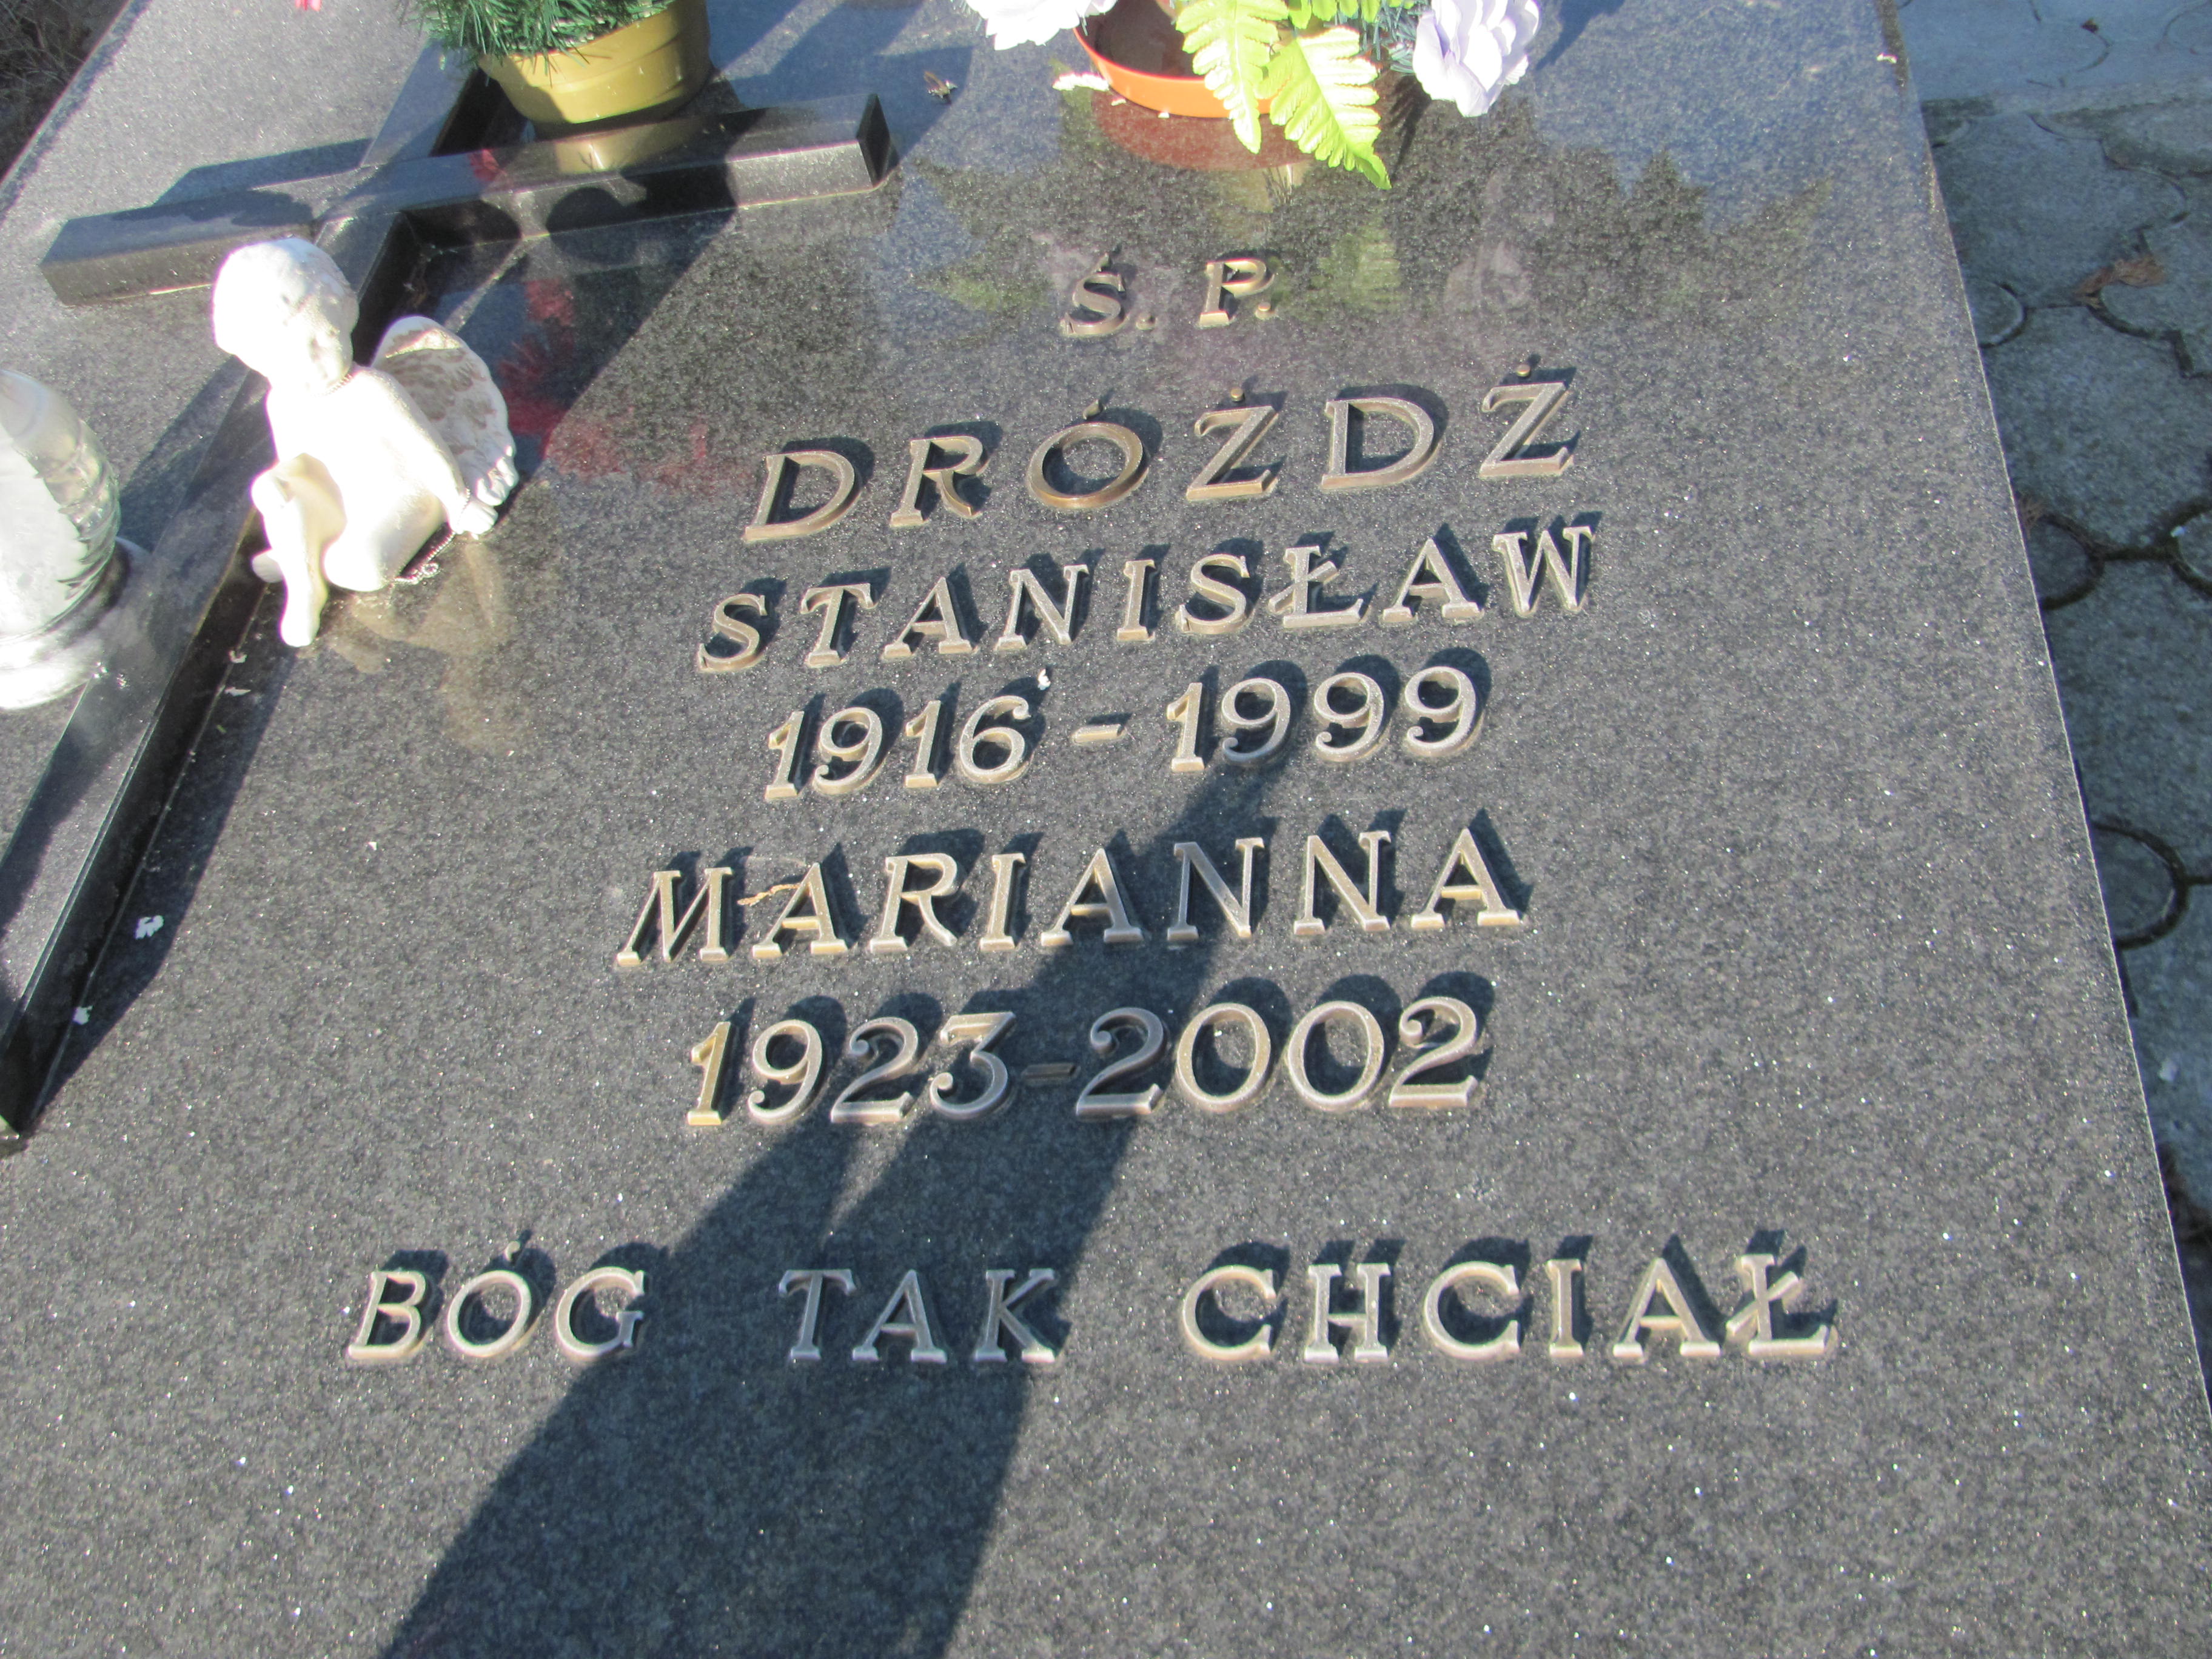 Ś. P.
DRÓŻDŻ
STANISŁAW
1916 - 1999
MARIANNA
1923 - 2002
BÓG TAK CHCIAŁ